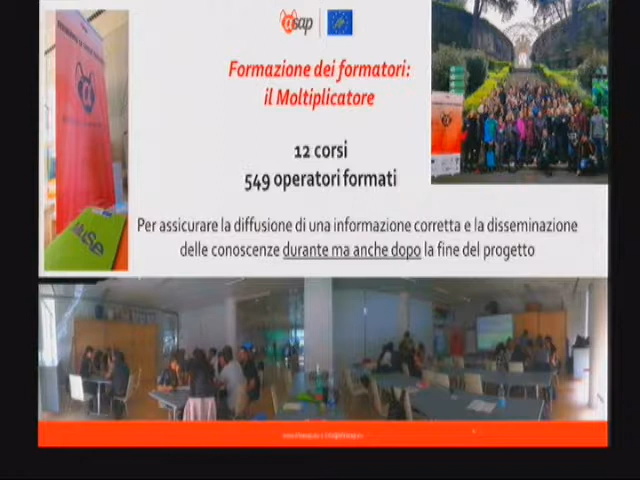 asap
Formazione dei formatori:
il Moltiplicatore
12 corsi
549 operatori formati
Per assicurare la diffusione di una informazione corretta e la disseminazione
delle conoscenze durante ma anche dopo la fine del progetto
MUSe